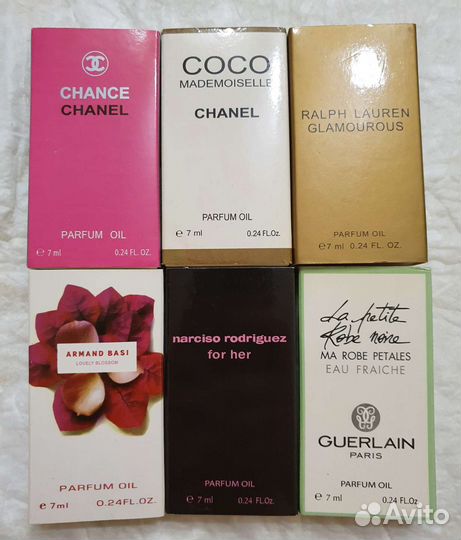 CHANCE
CHANEL
PARFUM OIL
e 7 ml 0.24 FL.Oz.
COCO
MADEMOISELLE
CHANEL
PARFUM OIL
e 7 ml 0.24 FL.Oz.
RALPH LAUREN
GLAMOUROUS
PARFUM OIL
e 7 ml 0.24 FL.OZ.
ARMAND BASI
LOVELY BLOSSOM
PARFUM OIL
e 7ml 0.24FL.OZ.
narciso rodriguez
for her
PARFUM OIL
e 7 ml 0.24 FL.Oz.
La petite
Robe noire
MA ROBE PETALES
EAU FRAICHE
GUERLAIN
PARIS
PARFUM OIL
e 7 ml 0.24 FL.Oz.
Avito